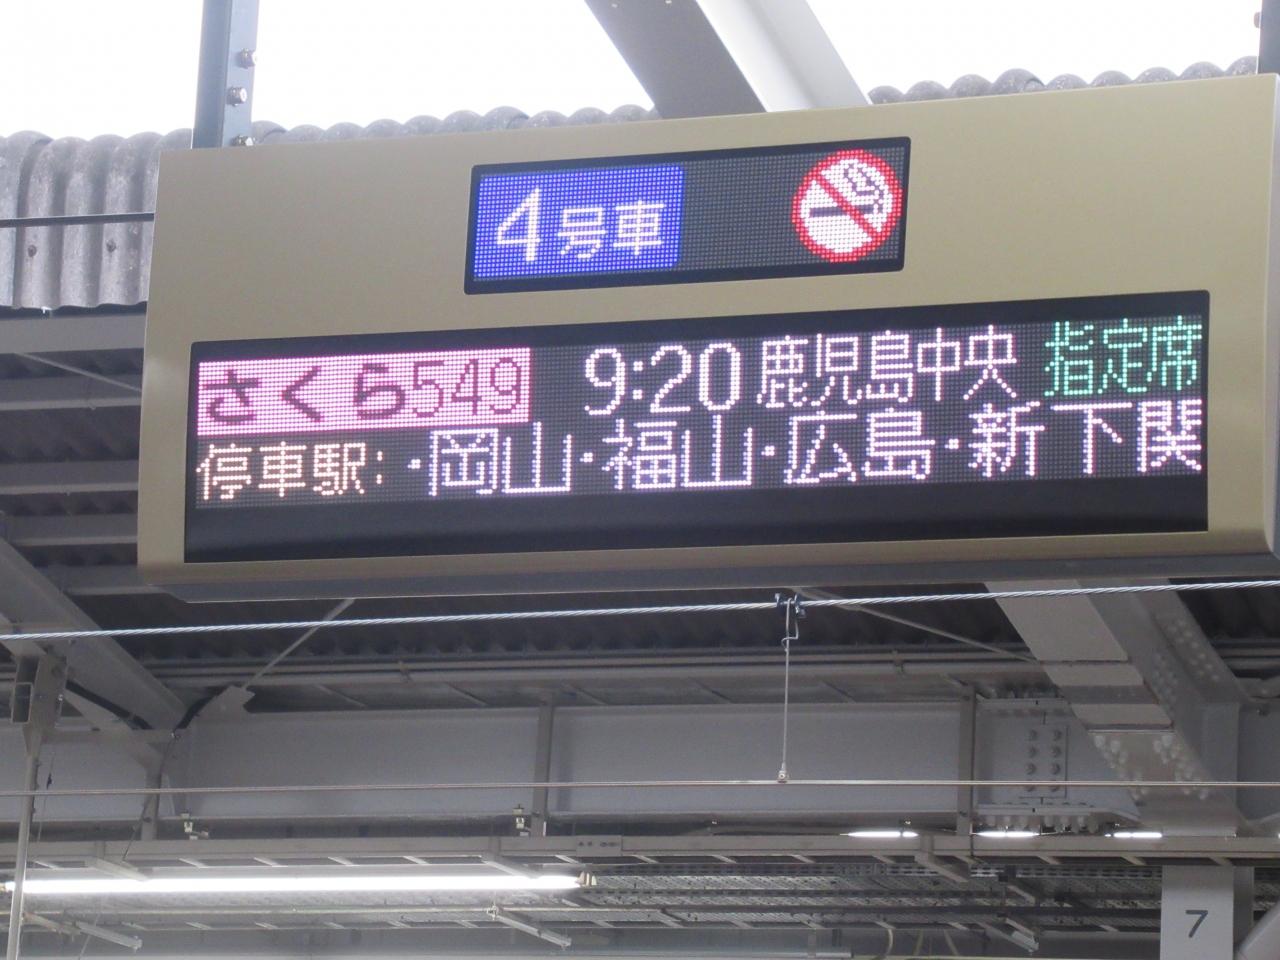 4号車
さくら549 9:20 鹿児島中央 指定席
停車駅: ・岡山・福山・広島・新下関
7